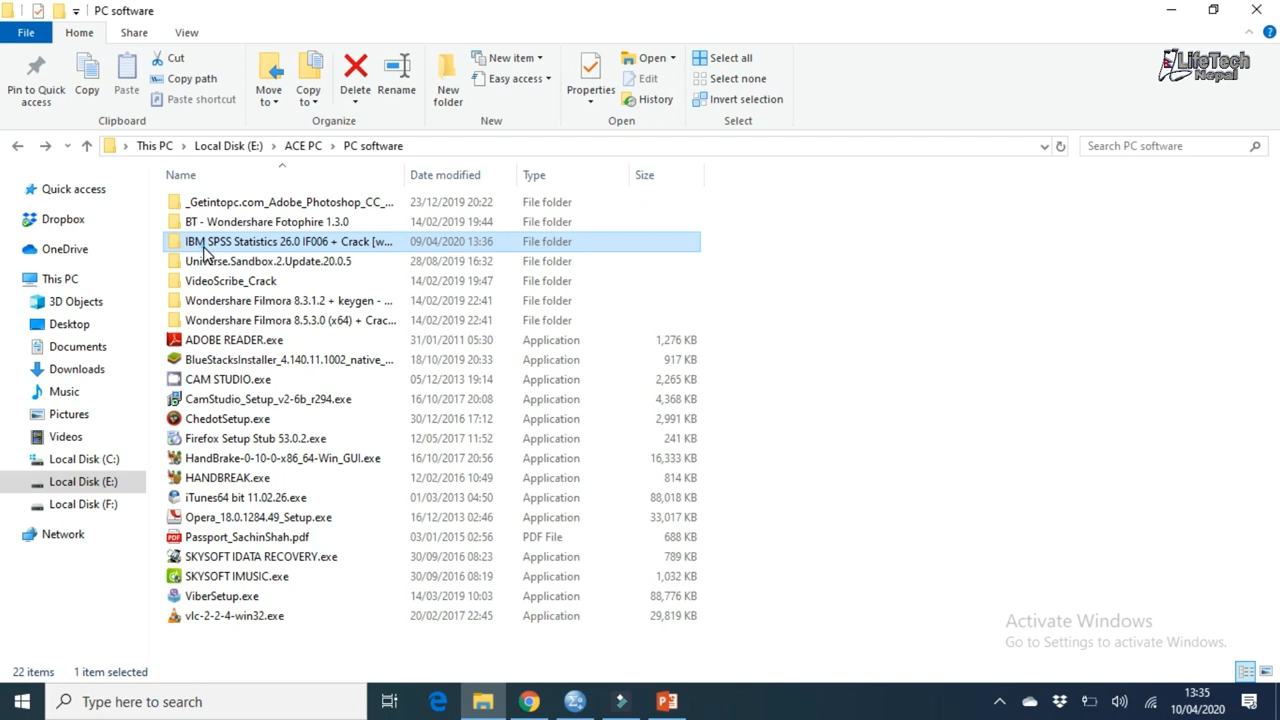 PC software
File Home Share View
Pin to Quick access
Copy
Paste
Cut
Copy path
Paste shortcut
Clipboard
Move to
Copy to
Delete
Rename
Organize
New folder
New item
Easy access
New
Properties
Open
Edit
History
Open
Select all
Select none
Invert selection
Select
LifeTech
Nepal
This PC Local Disk (E:) ACE PC PC software
Search PC software
Name Date modified Type Size
Quick access
Dropbox
OneDrive
This PC
3D Objects
Desktop
Documents
Downloads
Music
Pictures
Videos
Local Disk (C:)
Local Disk (E:)
Local Disk (F:)
Network
_Getintopc.com_Adobe_Photoshop_CC_... 23/12/2019 20:22 File folder
BT - Wondershare Fotophire 1.3.0 14/02/2019 19:44 File folder
IBM SPSS Statistics 26.0 IF006 + Crack [w... 09/04/2020 13:36 File folder
Universe.Sandbox.2.Update.20.0.5 28/08/2019 16:32 File folder
VideoScribe_Crack 14/02/2019 19:47 File folder
Wondershare Filmora 8.3.1.2 + keygen - ... 14/02/2019 22:41 File folder
Wondershare Filmora 8.5.3.0 (x64) + Crac... 14/02/2019 22:41 File folder
ADOBE READER.exe 31/01/2011 05:30 Application 1,276 KB
BlueStacksInstaller_4.140.11.1002_native_... 18/10/2019 20:33 Application 917 KB
CAM STUDIO.exe 05/12/2013 19:14 Application 2,265 KB
CamStudio_Setup_v2-6b_r294.exe 16/10/2017 20:08 Application 4,368 KB
ChedotSetup.exe 30/12/2016 17:12 Application 2,991 KB
Firefox Setup Stub 53.0.2.exe 12/05/2017 11:52 Application 241 KB
HandBrake-0-10-0-x86_64-Win_GUI.exe 16/10/2017 20:56 Application 16,333 KB
HANDBREAK.exe 12/02/2016 10:49 Application 814 KB
iTunes64 bit 11.02.26.exe 01/03/2013 04:50 Application 88,018 KB
Opera_18.0.1284.49_Setup.exe 16/12/2013 02:46 Application 33,017 KB
Passport_SachinShah.pdf 03/01/2015 02:56 PDF File 688 KB
SKYSOFT IDATA RECOVERY.exe 30/09/2016 08:23 Application 789 KB
SKYSOFT IMUSIC.exe 30/09/2016 08:19 Application 1,032 KB
ViberSetup.exe 14/03/2019 10:03 Application 88,776 KB
vlc-2-2-4-win32.exe 20/02/2017 22:45 Application 29,819 KB
Activate Windows
Go to Settings to activate Windows.
22 items 1 item selected
Type here to search
13:35
10/04/2020